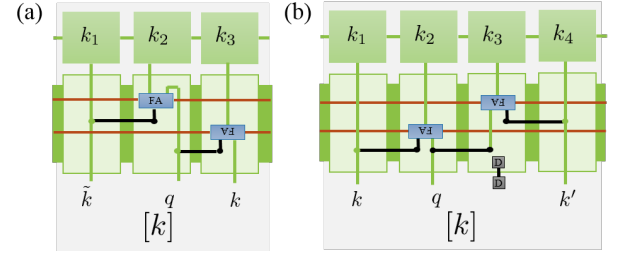 (a)
k₁ k₂ k₃
FA
FA
k̃ q k
[k]
(b)
k₁ k₂ k₃ k₄
FA
FA
D
D
k q k′
[k]